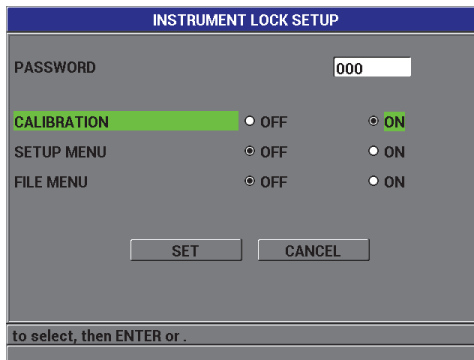 INSTRUMENT LOCK SETUP
PASSWORD 000
CALIBRATION OFF ON
SETUP MENU OFF ON
FILE MENU OFF ON
SET CANCEL
to select, then ENTER or .